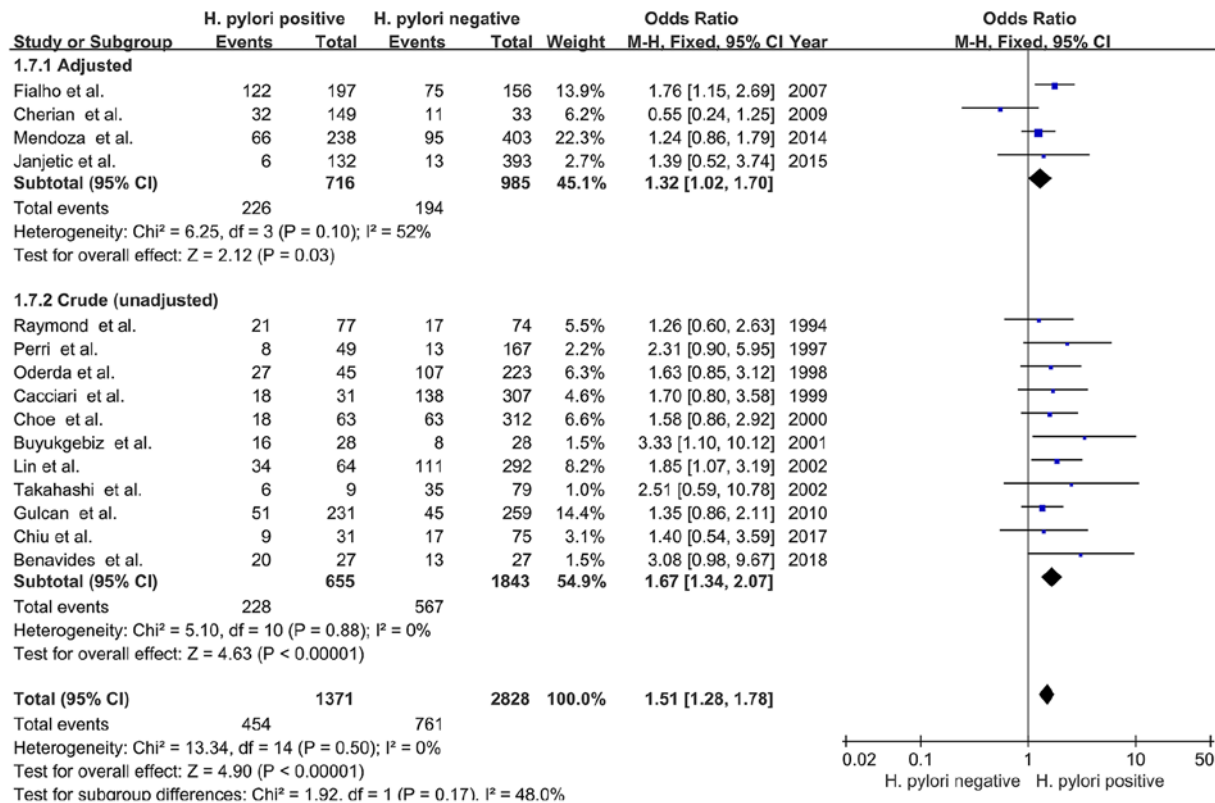 H. pylori positive H. pylori negative Odds Ratio Odds Ratio
Study or Subgroup Events Total Events Total Weight M-H, Fixed, 95% CI Year M-H, Fixed, 95% CI
1.7.1 Adjusted
Fialho et al. 122 197 75 156 13.9% 1.76 [1.15, 2.69] 2007
Cherian et al. 32 149 11 33 9.0% 0.55 [0.24, 1.25] 2009
Mendoza et al. 66 238 95 403 22.3% 1.24 [0.86, 1.79] 2014
Janjetic et al. 6 132 13 393 2.7% 1.39 [0.52, 3.74] 2015
Subtotal (95% CI) 716 985 45.1% 1.32 [1.02, 1.70]
Total events 226 194
Heterogeneity: Chi² = 6.25, df = 3 (P = 0.10); I² = 52%
Test for overall effect: Z = 2.12 (P = 0.03)
1.7.2 Crude (unadjusted)
Raymond et al. 21 77 17 74 5.5% 1.26 [0.60, 2.63] 1994
Perri et al. 8 49 13 167 2.2% 2.31 [0.90, 5.95] 1997
Oderda et al. 27 45 107 223 6.3% 1.63 [0.85, 3.12] 1998
Cacciari et al. 18 31 138 307 4.6% 1.70 [0.80, 3.58] 1999
Choe et al. 18 63 63 312 6.6% 1.58 [0.86, 2.92] 2000
Buyukgebiz et al. 16 28 8 28 1.5% 3.33 [1.10, 10.12] 2001
Lin et al. 34 64 111 292 8.2% 1.85 [1.07, 3.19] 2002
Takahashi et al. 6 9 35 79 1.0% 2.51 [0.59, 10.78] 2002
Gulcan et al. 51 231 45 259 14.4% 1.35 [0.86, 2.11] 2010
Chiu et al. 9 31 17 75 3.1% 1.40 [0.54, 3.59] 2017
Benavides et al. 20 27 13 27 1.5% 3.08 [0.98, 9.67] 2018
Subtotal (95% CI) 655 1843 54.9% 1.67 [1.34, 2.07]
Total events 228 567
Heterogeneity: Chi² = 5.10, df = 10 (P = 0.88); I² = 0%
Test for overall effect: Z = 4.63 (P < 0.00001)
Total (95% CI) 1371 2828 100.0% 1.51 [1.28, 1.78]
Total events 454 761
Heterogeneity: Chi² = 13.34, df = 14 (P = 0.50); I² = 0%
Test for overall effect: Z = 4.90 (P < 0.00001)
Test for subgroup differences: Chi² = 1.92, df = 1 (P = 0.17), I² = 48.0%
0.02 0.1 1 10 50
H. pylori negative H. pylori positive